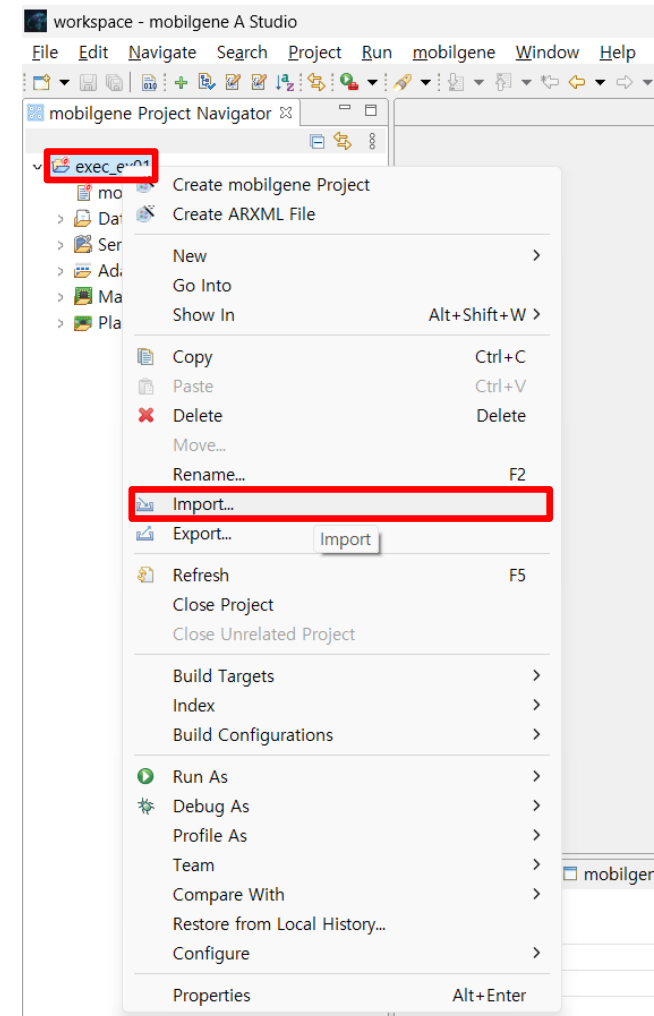 workspace - mobilgene A Studio
File Edit Navigate Search Project Run mobilgene Window Help
mobilgene Project Navigator
exec_ex01
Create mobilgene Project
Create ARXML File
New
Go Into
Show In Alt+Shift+W
Copy Ctrl+C
Paste Ctrl+V
Delete Delete
Move...
Rename... F2
Import...
Export...
Import
Refresh F5
Close Project
Close Unrelated Project
Build Targets
Index
Build Configurations
Run As
Debug As
Profile As
Team
Compare With
Restore from Local History...
Configure
Properties Alt+Enter